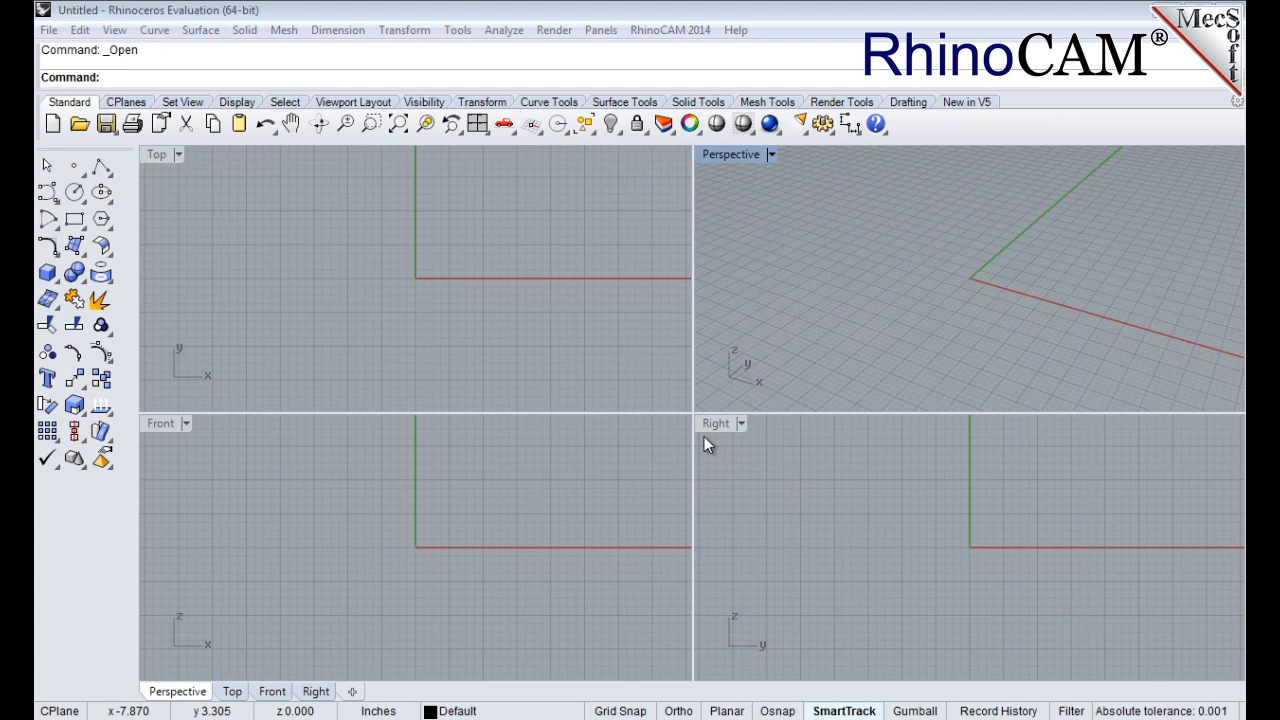 Untitled - Rhinoceros Evaluation (64-bit)
File Edit View Curve Surface Solid Mesh Dimension Transform Tools Analyze Render Panels RhinoCAM 2014 Help
Command: _Open
Command:
RhinoCAM®
MecSoft
Standard CPlanes Set View Display Select Viewport Layout Visibility Transform Curve Tools Surface Tools Solid Tools Mesh Tools Render Tools Drafting New in V5
Top
Perspective
y
x
z
y
x
Front
Right
z
x
z
y
Perspective Top Front Right
CPlane x -7.870 y 3.305 z 0.000 Inches Default Grid Snap Ortho Planar Osnap SmartTrack Gumball Record History Filter Absolute tolerance: 0.001